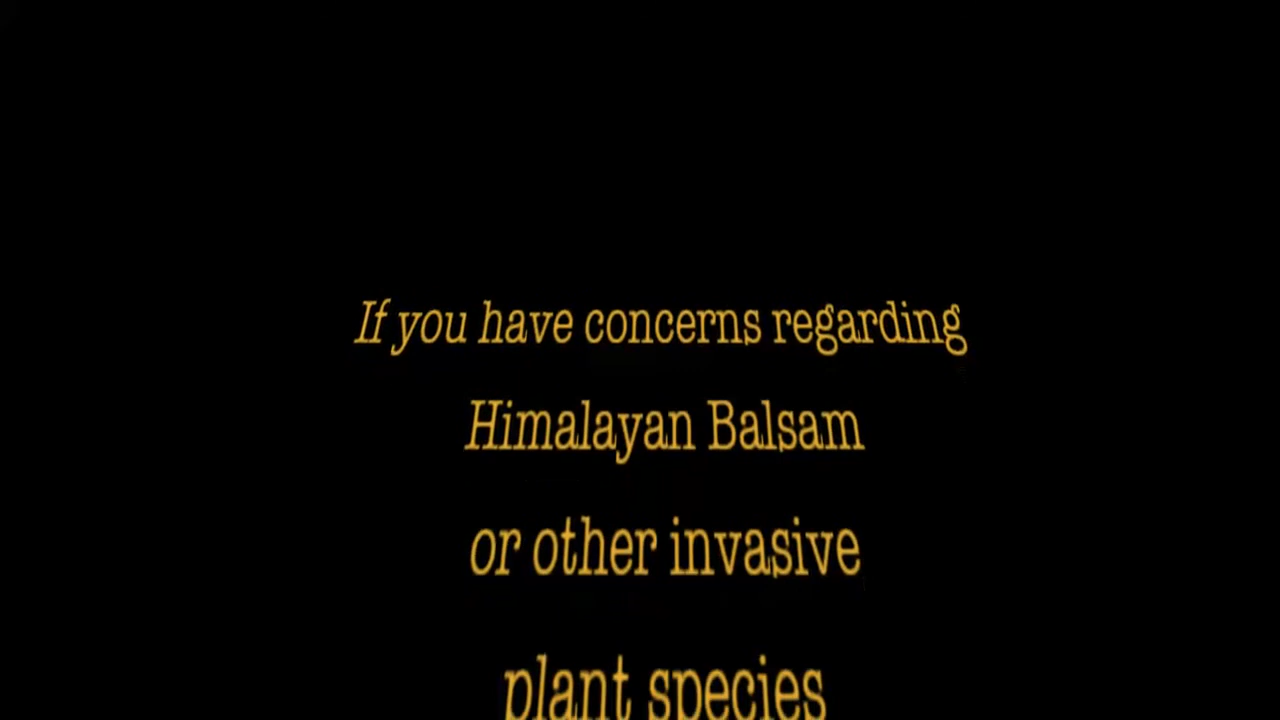 If you have concerns regarding
Himalayan Balsam
or other invasive
plant species